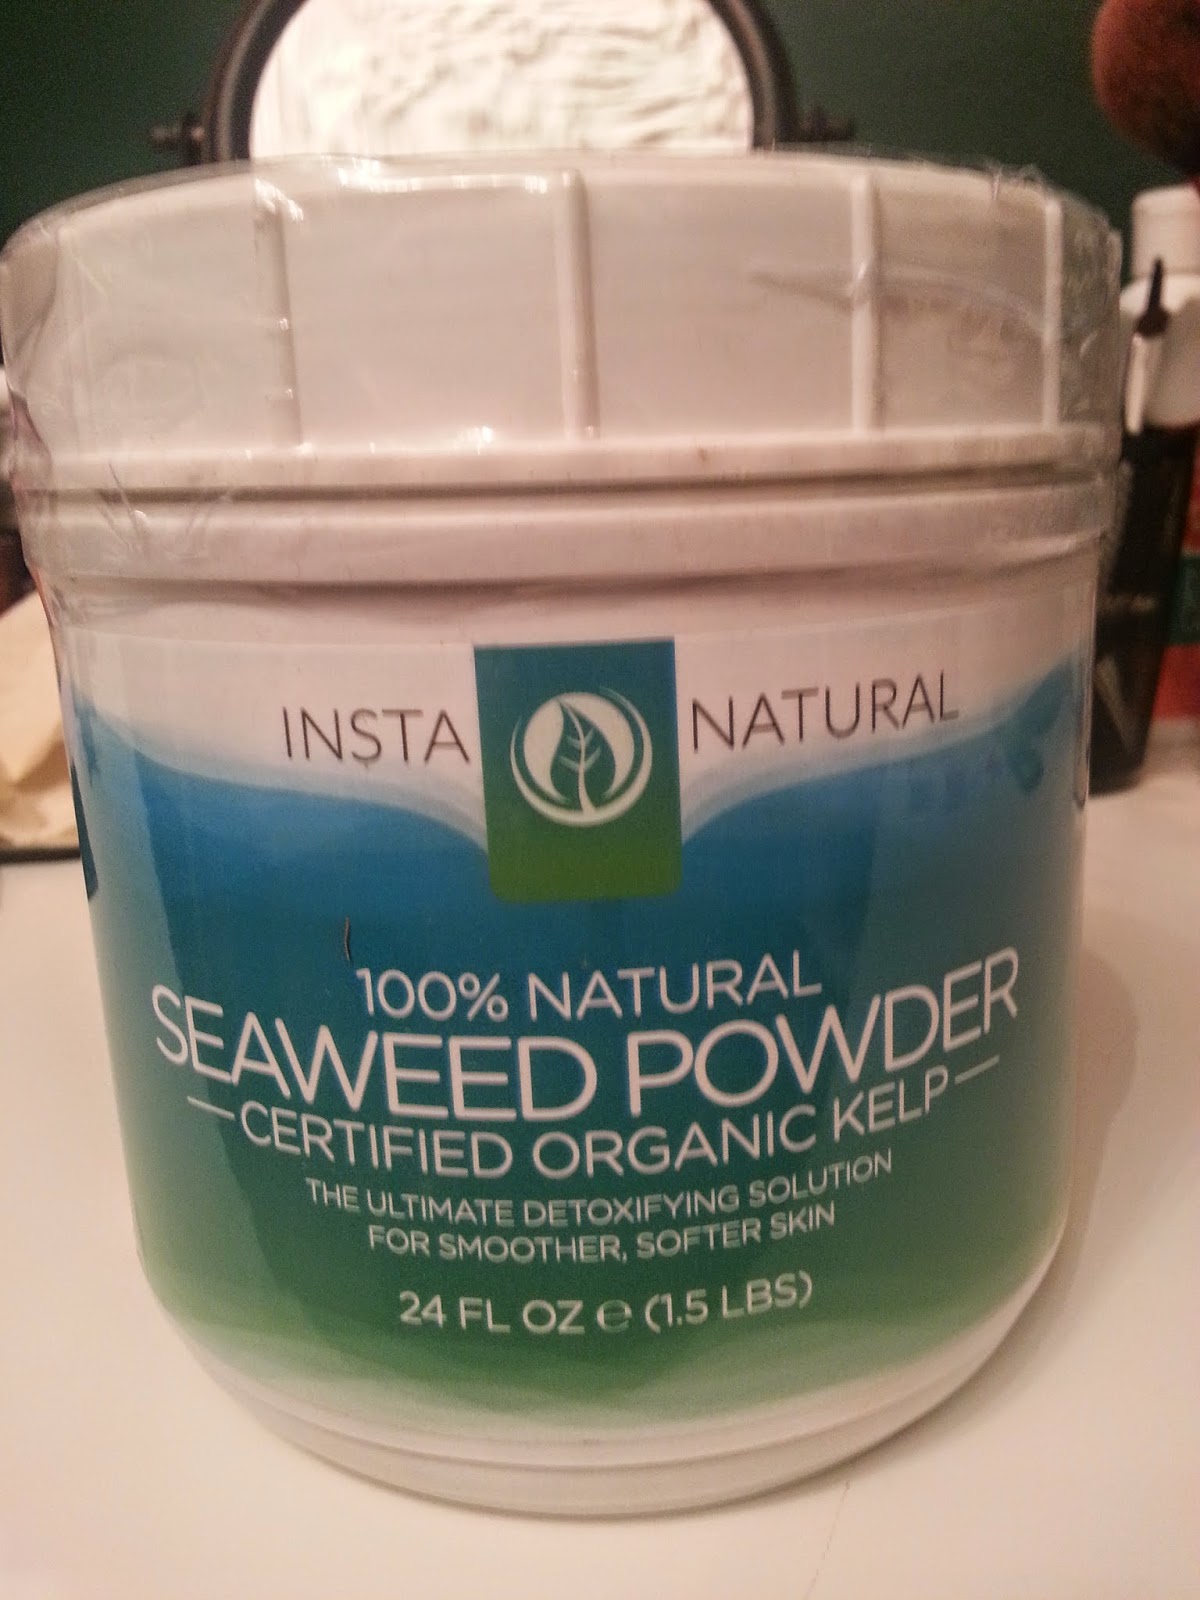 INSTA NATURAL
100% NATURAL
SEAWEED POWDER
CERTIFIED ORGANIC KELP
THE ULTIMATE DETOXIFYING SOLUTION
FOR SMOOTHER, SOFTER SKIN
24 FL OZ ℮ (1.5 LBS)